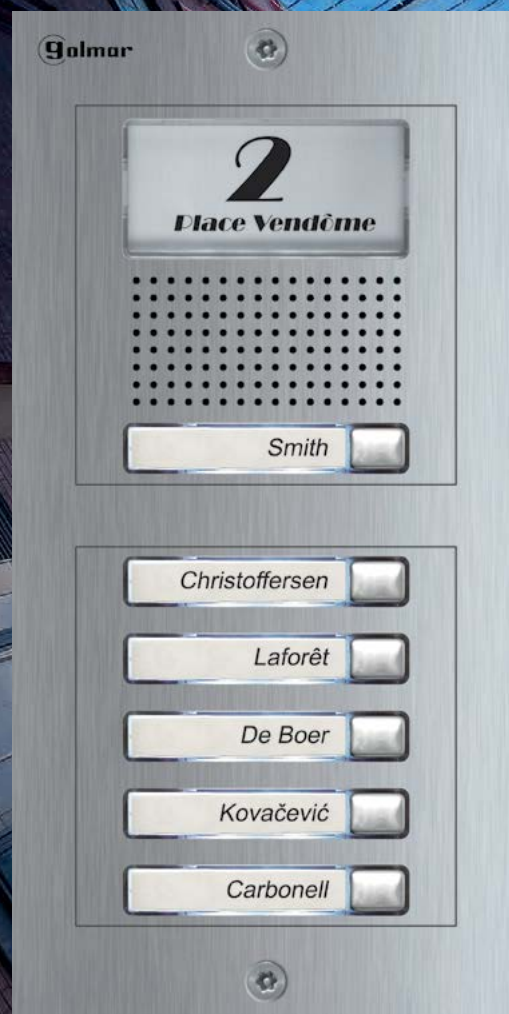 golmar
2
Place Vendôme
Smith
Christoffersen
Laforêt
De Boer
Kovačević
Carbonell